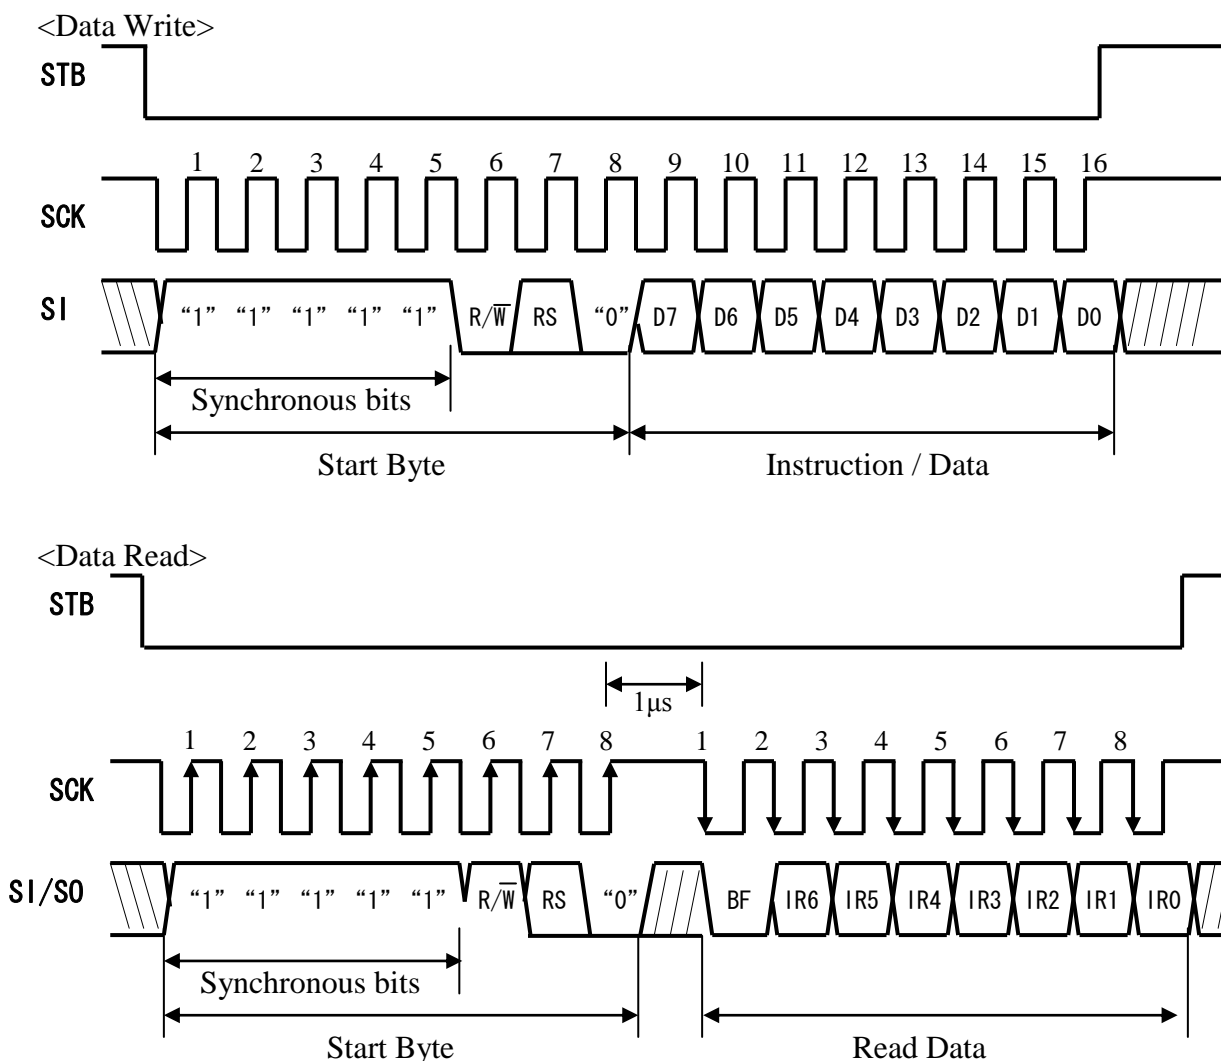 <Data Write>
STB
1 2 3 4 5 6 7 8 9 10 11 12 13 14 15 16
SCK
SI “1” “1” “1” “1” “1” R/W̅ RS “0” D7 D6 D5 D4 D3 D2 D1 D0
Synchronous bits
Start Byte Instruction / Data
<Data Read>
STB
1μs
1 2 3 4 5 6 7 8 1 2 3 4 5 6 7 8
SCK
SI/SO “1” “1” “1” “1” “1” R/W̅ RS “0” BF IR6 IR5 IR4 IR3 IR2 IR1 IR0
Synchronous bits
Start Byte Read Data